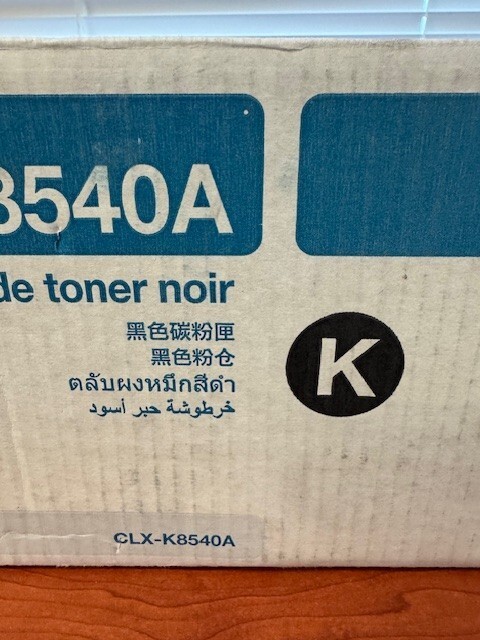 8540A
de toner noir
黑色碳粉匣
黑色粉仓
ตลับผงหมึกสีดำ
خرطوشة حبر أسود
K
CLX-K8540A